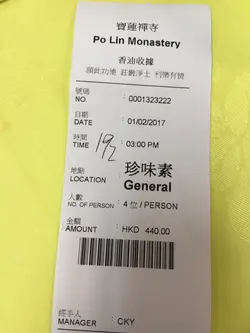 寶蓮禪寺
Po Lin Monastery
香油收據
願此功德 莊嚴淨土 利樂有情
號碼
NO. : 0001323222
日期
DATE : 01/02/2017
時間
TIME : 03:00 PM
192
地點 : 珍味素
LOCATION General
人數
NO. OF PERSON : 4 位 / PERSON
金額
AMOUNT : HKD 440.00
經手人
MANAGER : CKY